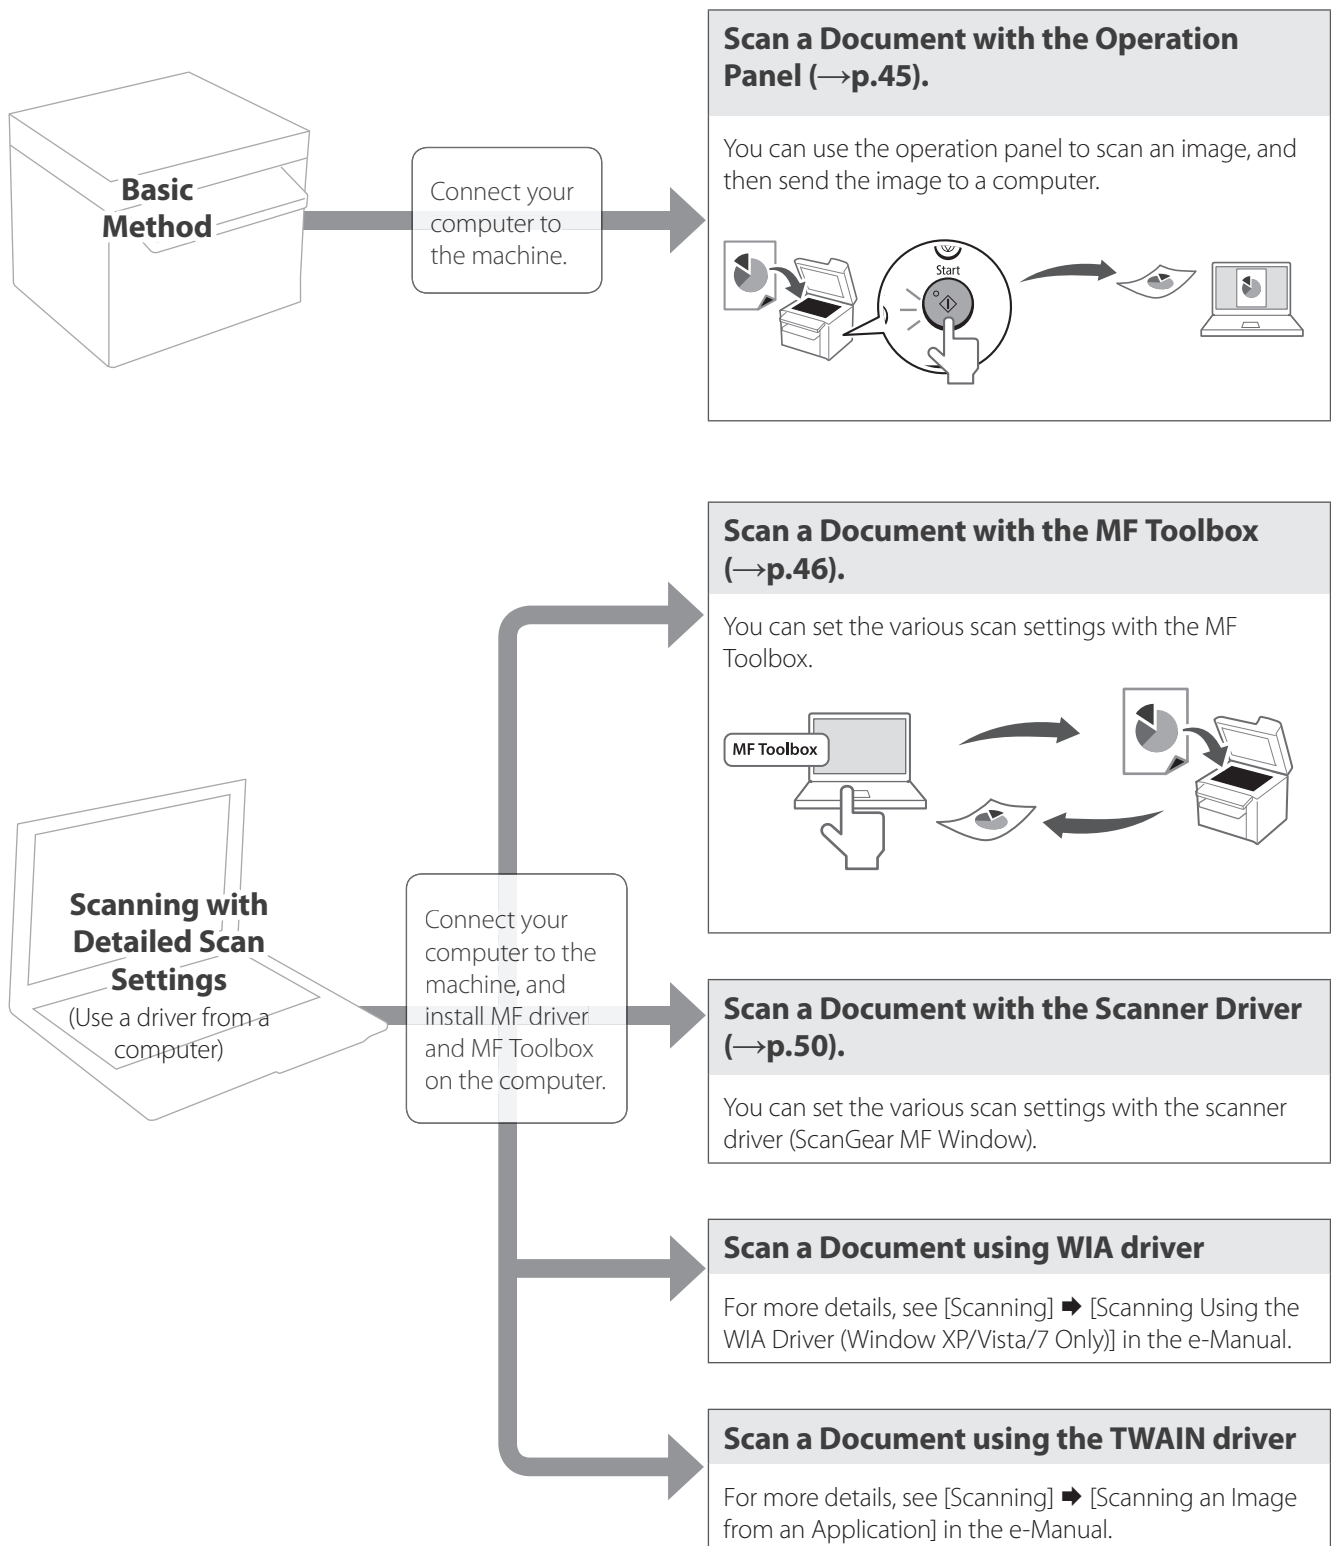 Basic
Method
Connect your
computer to
the machine.
Scan a Document with the Operation
Panel (→p.45).
You can use the operation panel to scan an image, and
then send the image to a computer.
Start
Scanning with
Detailed Scan
Settings
(Use a driver from a
computer)
Connect your
computer to the
machine, and
install MF driver
and MF Toolbox
on the computer.
Scan a Document with the MF Toolbox
(→p.46).
You can set the various scan settings with the MF
Toolbox.
MF Toolbox
Scan a Document with the Scanner Driver
(→p.50).
You can set the various scan settings with the scanner
driver (ScanGear MF Window).
Scan a Document using WIA driver
For more details, see [Scanning] ➡ [Scanning Using the
WIA Driver (Window XP/Vista/7 Only)] in the e-Manual.
Scan a Document using the TWAIN driver
For more details, see [Scanning] ➡ [Scanning an Image
from an Application] in the e-Manual.